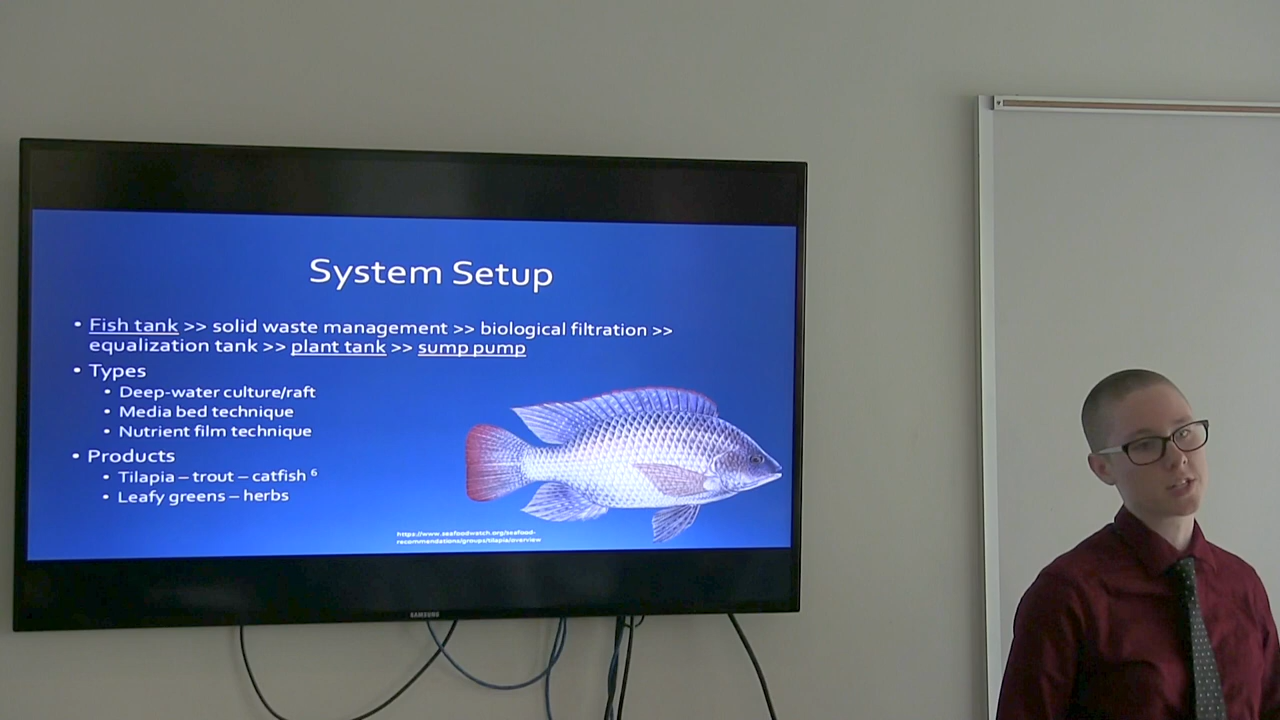 System Setup
• Fish tank >> solid waste management >> biological filtration >>
equalization tank >> plant tank >> sump pump
• Types
• Deep-water culture/raft
• Media bed technique
• Nutrient film technique
• Products
• Tilapia – trout – catfish ⁶
• Leafy greens – herbs
https://www.seafoodwatch.org/seafood-
recommendations/groups/tilapia/overview
SAMSUNG